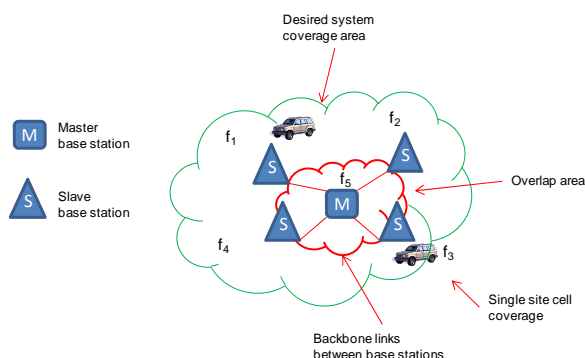 Desired system
coverage area
f1
f2
M
Master
base station
S
S
f5
Overlap area
S
Slave
base station
M
S
S
f4
f3
Single site cell
coverage
Backbone links
between base stations